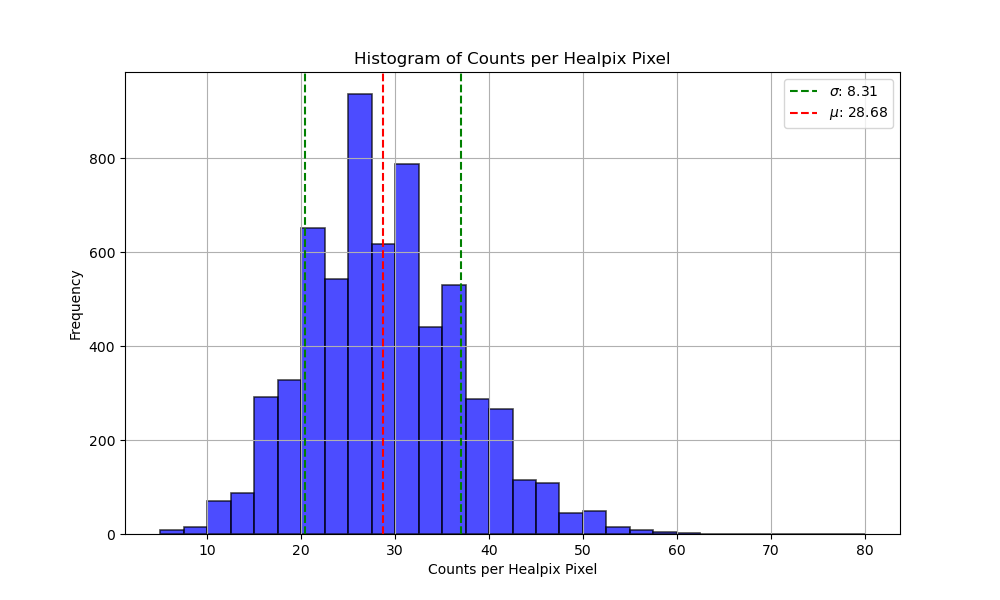 Histogram of Counts per Healpix Pixel
σ: 8.31
μ: 28.68
Frequency
800
600
400
200
0
10 20 30 40 50 60 70 80
Counts per Healpix Pixel